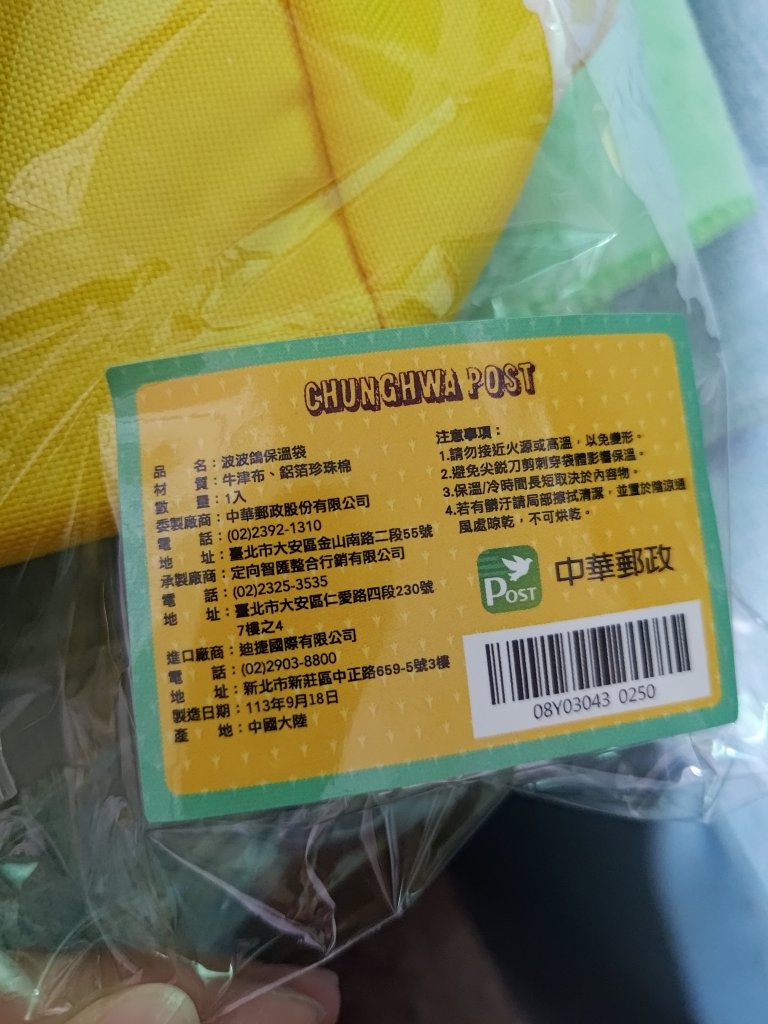 CHUNGHWA POST
品名：波波鴿保溫袋
材質：牛津布、鋁箔珍珠棉
數量：1入
委製廠商：中華郵政股份有限公司
電話：(02)2392-1310
地址：臺北市大安區金山南路二段55號
承製廠商：定向智匯整合行銷有限公司
電話：(02)2325-3535
地址：臺北市大安區仁愛路四段230號
7樓之4
進口廠商：迪捷國際有限公司
電話：(02)2903-8800
地址：新北市新莊區中正路659-5號3樓
製造日期：113年9月18日
產地：中國大陸
注意事項：
1.請勿接近火源或高溫，以免變形。
2.避免尖銳刀剪刺穿袋體影響保溫。
3.保溫/冷時間長短取決於內容物。
4.若有髒汙請局部擦拭清潔，並置於陰涼通
風處晾乾，不可烘乾。
POST 中華郵政
08Y03043 0250